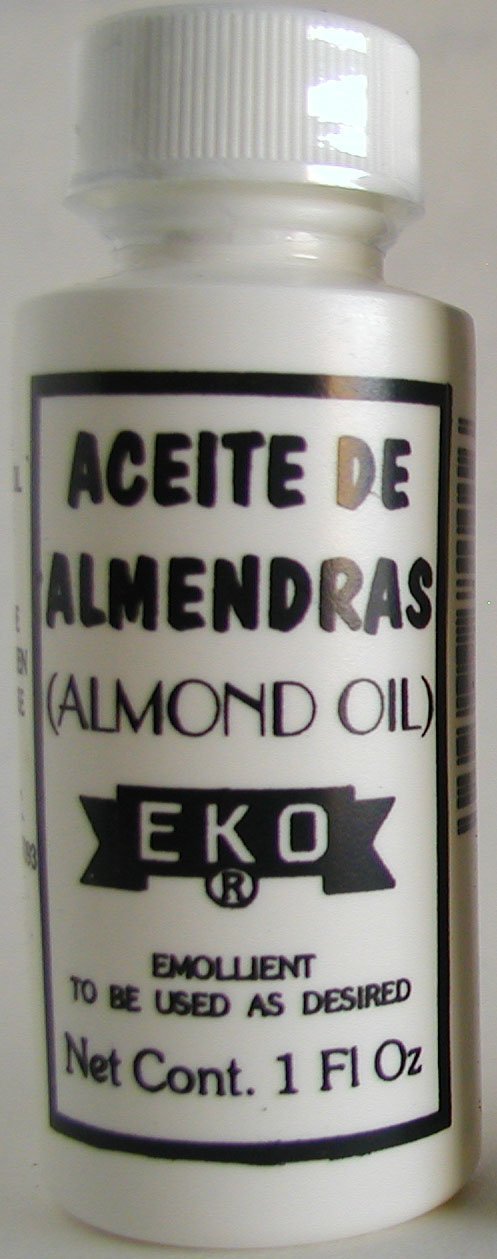 ACEITE DE
ALMENDRAS
(ALMOND OIL)
EKO
®
EMOLLIENT
TO BE USED AS DESIRED
Net Cont. 1 Fl Oz